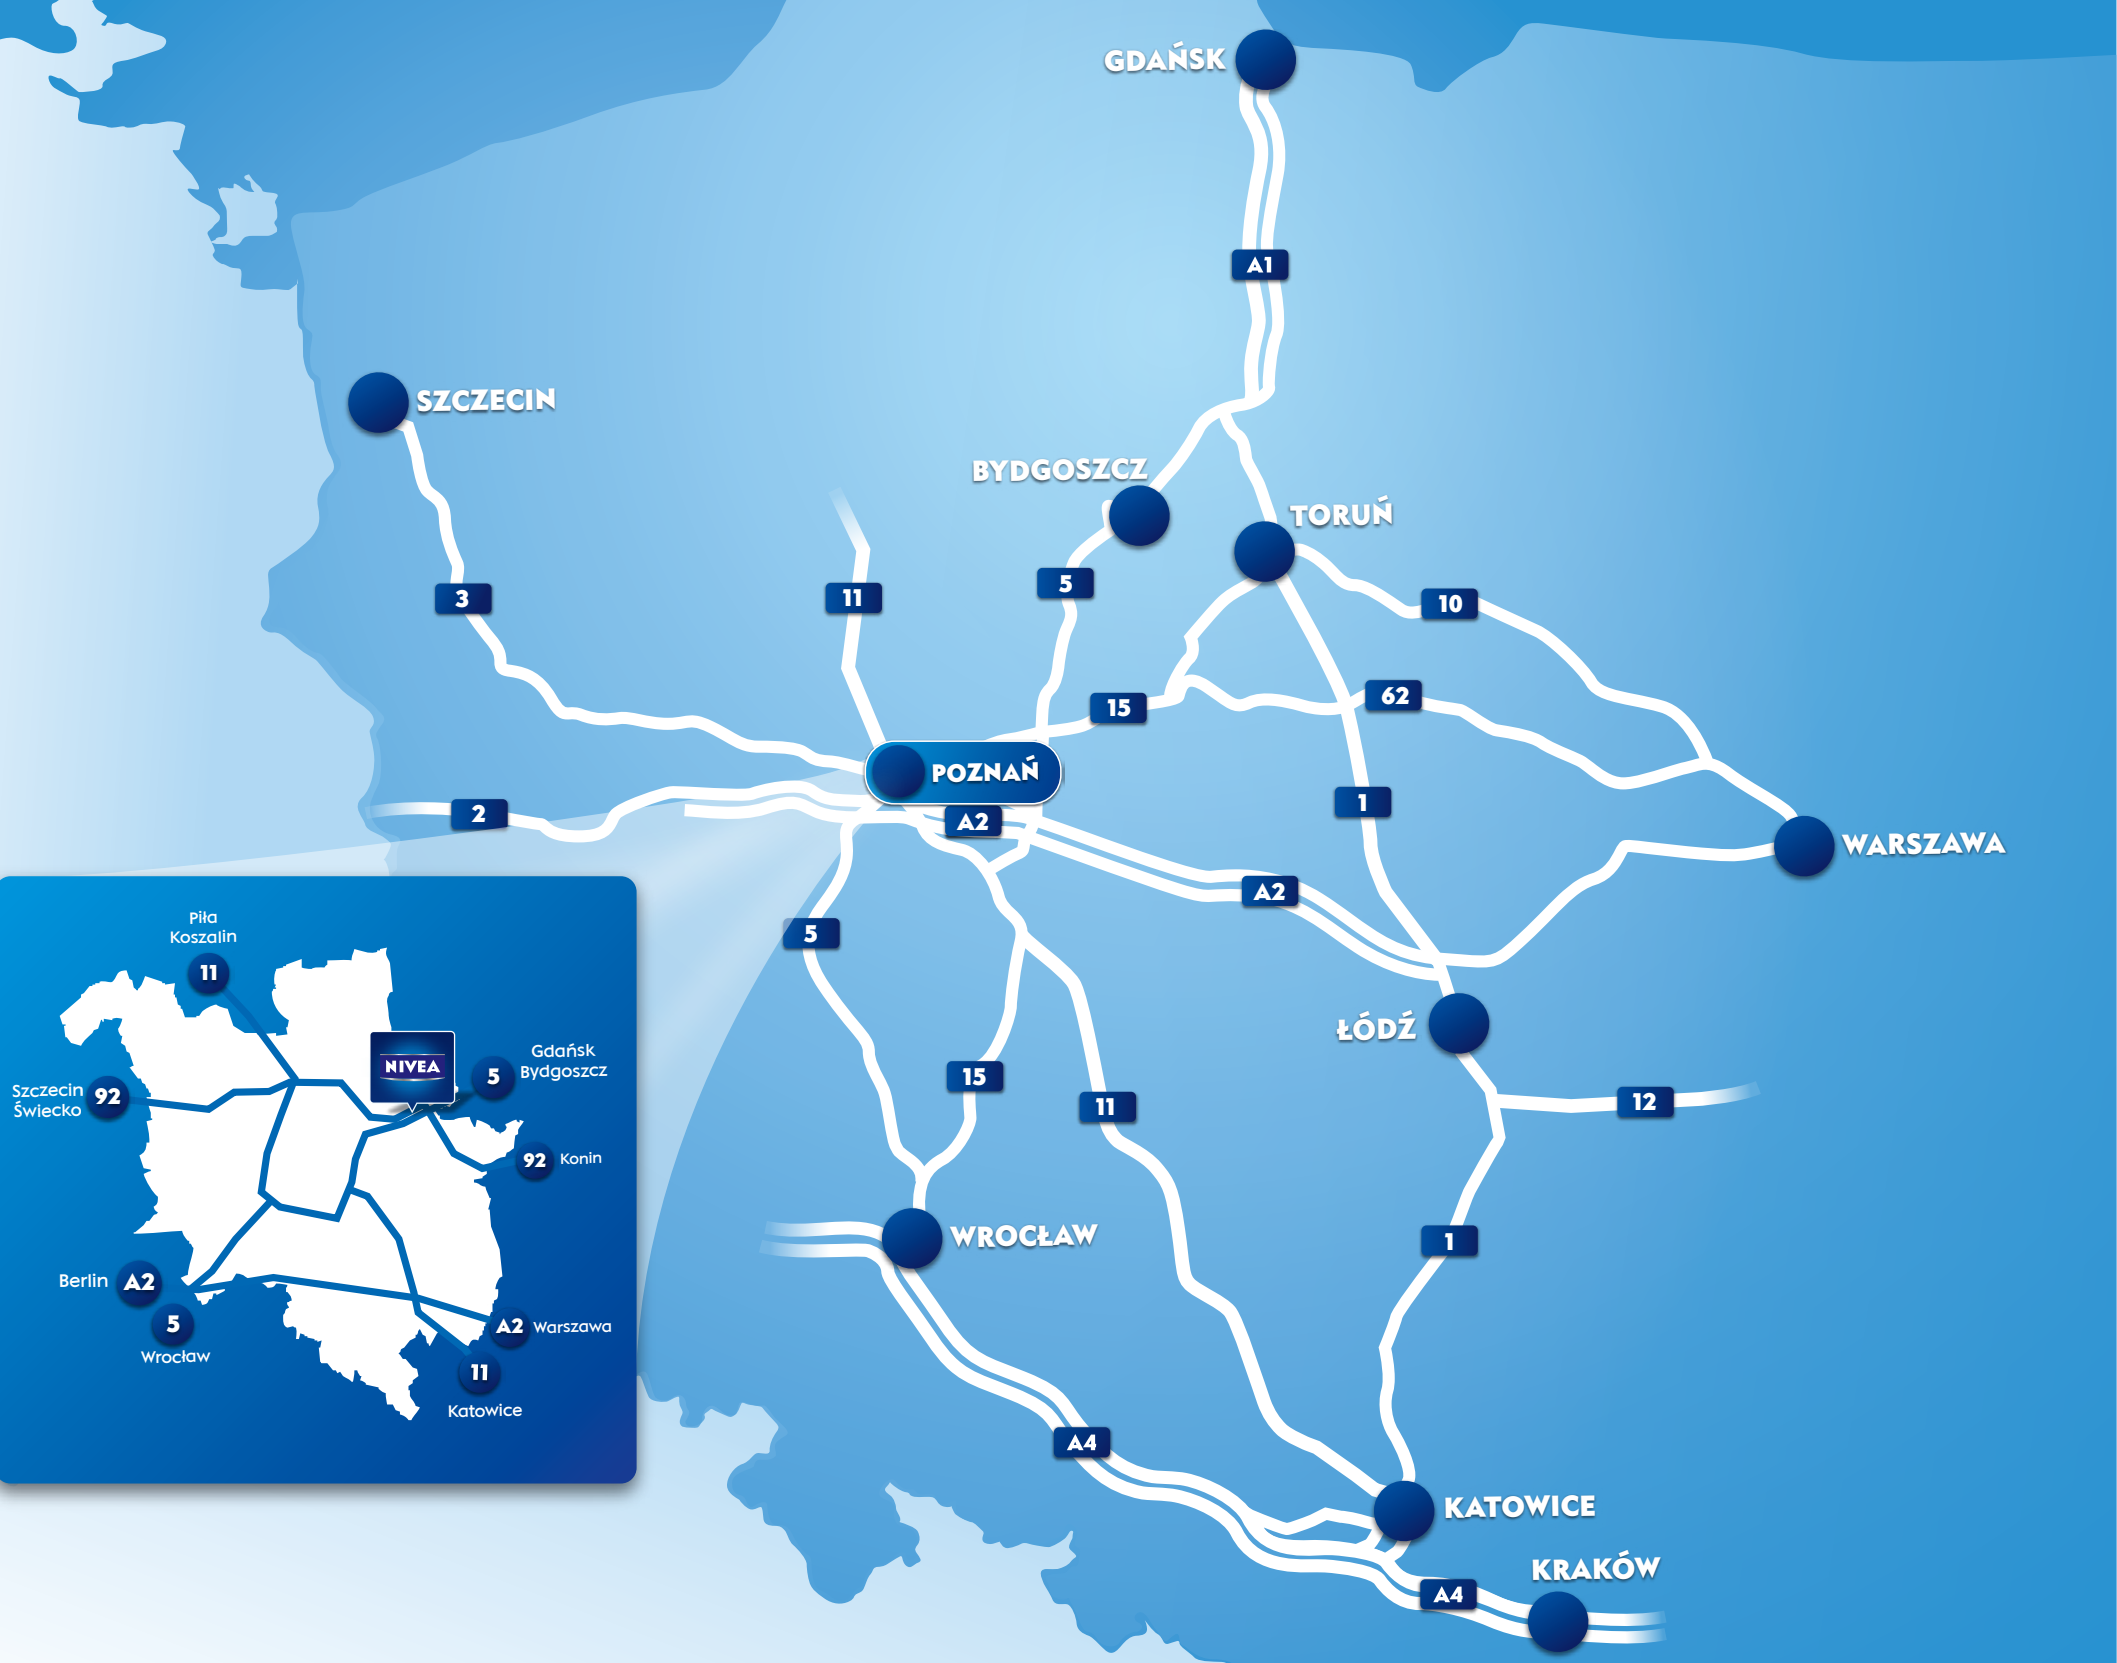 GDAŃSK
A1
SZCZECIN
BYDGOSZCZ
TORUŃ
3
11
5
10
15
62
POZNAŃ
2
A2
1
WARSZAWA
A2
5
ŁÓDŹ
15
11
12
WROCŁAW
1
A4
KATOWICE
KRAKÓW
A4
Piła
Koszalin
11
NIVEA
Gdańsk
Bydgoszcz
5
Szczecin
Świecko
92
92
Konin
Berlin
A2
5
Wrocław
A2
Warszawa
11
Katowice